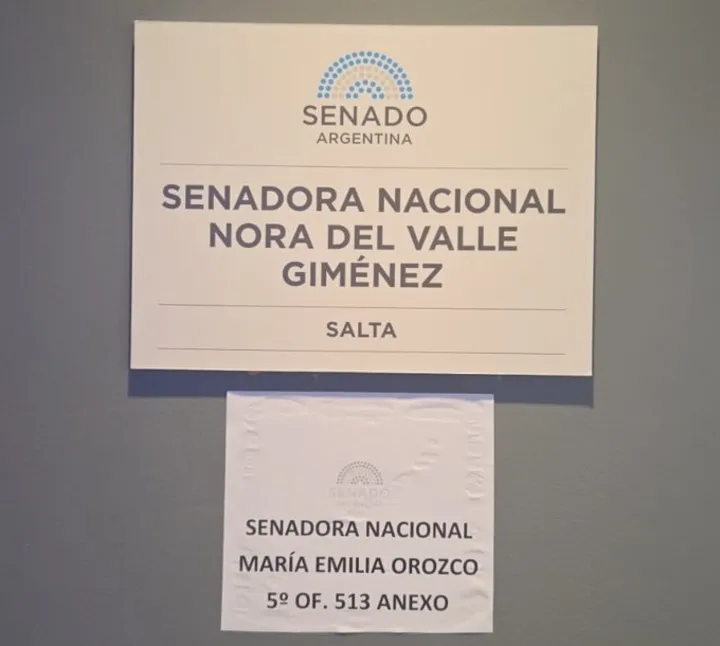 SENADO
ARGENTINA
SENADORA NACIONAL
NORA DEL VALLE
GIMÉNEZ
SALTA
SENADO
SENADORA NACIONAL
MARÍA EMILIA OROZCO
5º OF. 513 ANEXO